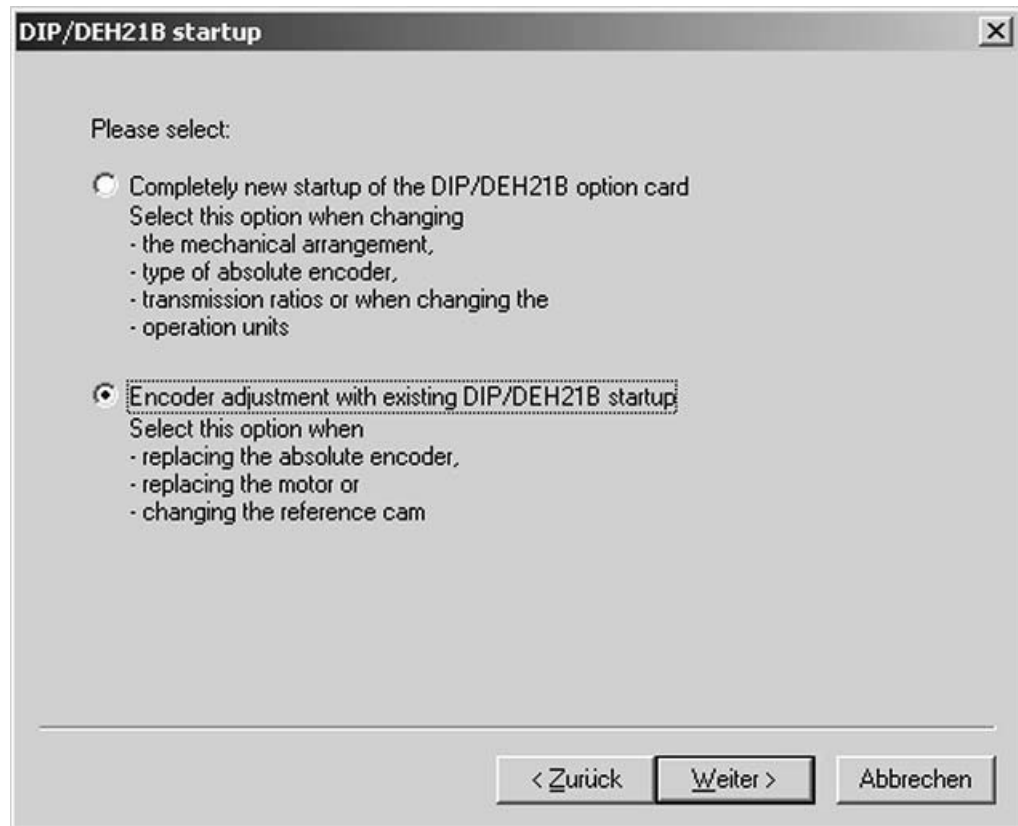 DIP/DEH21B startup
Please select:
Completely new startup of the DIP/DEH21B option card
Select this option when changing
- the mechanical arrangement,
- type of absolute encoder,
- transmission ratios or when changing the
- operation units
Encoder adjustment with existing DIP/DEH21B startup
Select this option when
- replacing the absolute encoder,
- replacing the motor or
- changing the reference cam
< Zurück
Weiter >
Abbrechen